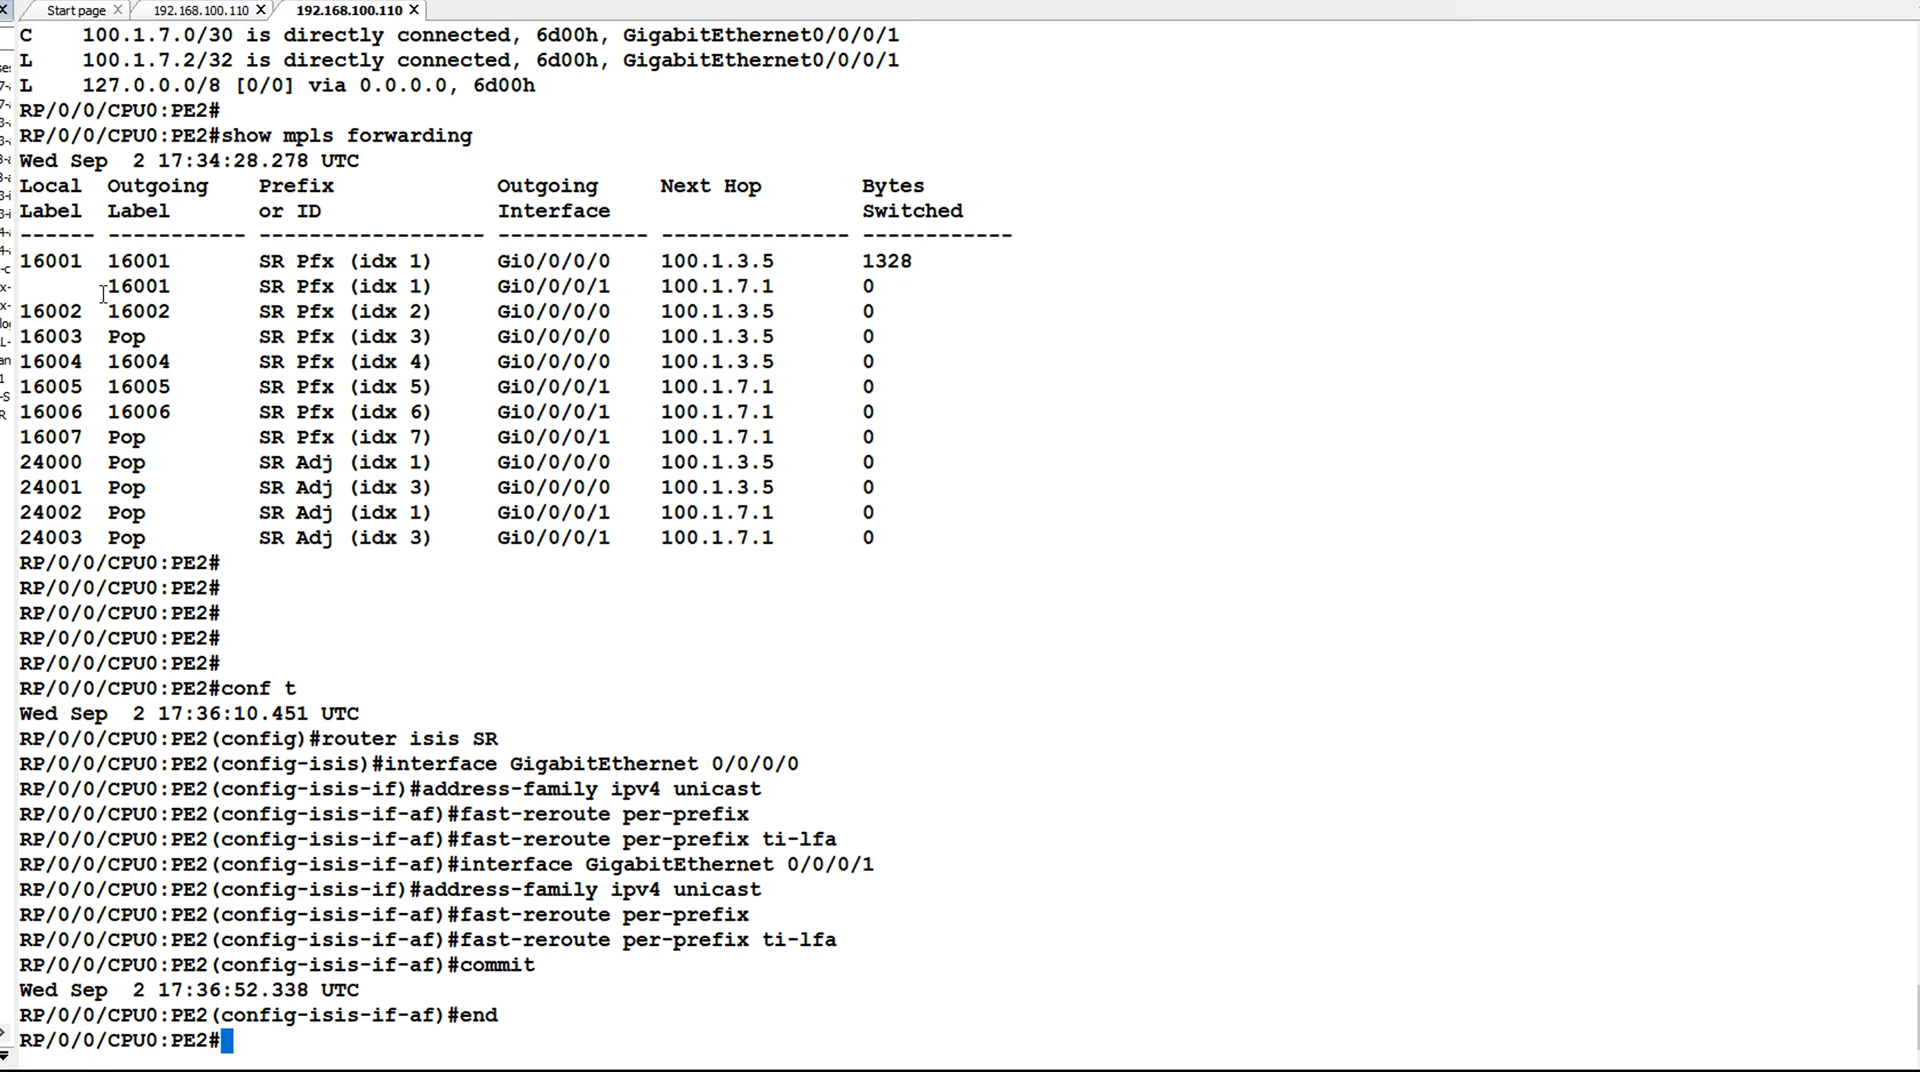 Start page
192.168.100.110
192.168.100.110
C    100.1.7.0/30 is directly connected, 6d00h, GigabitEthernet0/0/0/1
L    100.1.7.2/32 is directly connected, 6d00h, GigabitEthernet0/0/0/1
L    127.0.0.0/8 [0/0] via 0.0.0.0, 6d00h
RP/0/0/CPU0:PE2#
RP/0/0/CPU0:PE2#show mpls forwarding
Wed Sep  2 17:34:28.278 UTC
Local  Outgoing    Prefix             Outgoing     Next Hop        Bytes
Label  Label       or ID              Interface                    Switched
------ ----------- ------------------ ------------ --------------- ------------
16001  16001       SR Pfx (idx 1)     Gi0/0/0/0    100.1.3.5       1328
       16001       SR Pfx (idx 1)     Gi0/0/0/1    100.1.7.1       0
16002  16002       SR Pfx (idx 2)     Gi0/0/0/0    100.1.3.5       0
16003  Pop         SR Pfx (idx 3)     Gi0/0/0/0    100.1.3.5       0
16004  16004       SR Pfx (idx 4)     Gi0/0/0/0    100.1.3.5       0
16005  16005       SR Pfx (idx 5)     Gi0/0/0/1    100.1.7.1       0
16006  16006       SR Pfx (idx 6)     Gi0/0/0/1    100.1.7.1       0
16007  Pop         SR Pfx (idx 7)     Gi0/0/0/1    100.1.7.1       0
24000  Pop         SR Adj (idx 1)     Gi0/0/0/0    100.1.3.5       0
24001  Pop         SR Adj (idx 3)     Gi0/0/0/0    100.1.3.5       0
24002  Pop         SR Adj (idx 1)     Gi0/0/0/1    100.1.7.1       0
24003  Pop         SR Adj (idx 3)     Gi0/0/0/1    100.1.7.1       0
RP/0/0/CPU0:PE2#
RP/0/0/CPU0:PE2#
RP/0/0/CPU0:PE2#
RP/0/0/CPU0:PE2#
RP/0/0/CPU0:PE2#
RP/0/0/CPU0:PE2#conf t
Wed Sep  2 17:36:10.451 UTC
RP/0/0/CPU0:PE2(config)#router isis SR
RP/0/0/CPU0:PE2(config-isis)#interface GigabitEthernet 0/0/0/0
RP/0/0/CPU0:PE2(config-isis-if)#address-family ipv4 unicast
RP/0/0/CPU0:PE2(config-isis-if-af)#fast-reroute per-prefix
RP/0/0/CPU0:PE2(config-isis-if-af)#fast-reroute per-prefix ti-lfa
RP/0/0/CPU0:PE2(config-isis-if-af)#interface GigabitEthernet 0/0/0/1
RP/0/0/CPU0:PE2(config-isis-if)#address-family ipv4 unicast
RP/0/0/CPU0:PE2(config-isis-if-af)#fast-reroute per-prefix
RP/0/0/CPU0:PE2(config-isis-if-af)#fast-reroute per-prefix ti-lfa
RP/0/0/CPU0:PE2(config-isis-if-af)#commit
Wed Sep  2 17:36:52.338 UTC
RP/0/0/CPU0:PE2(config-isis-if-af)#end
RP/0/0/CPU0:PE2#